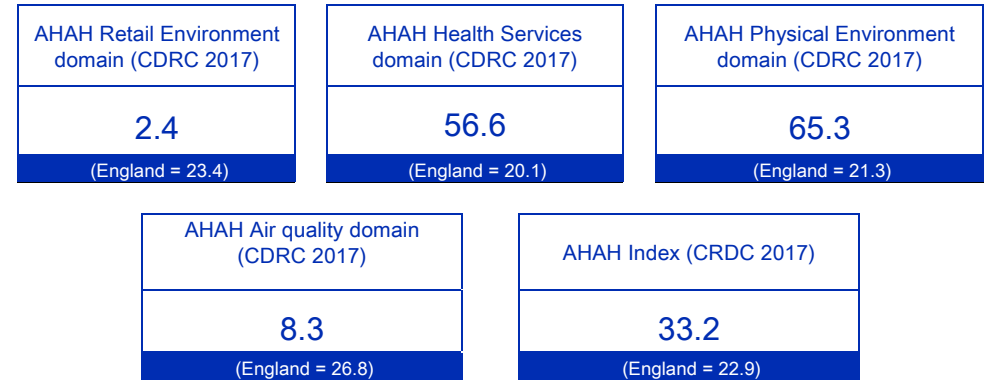 AHAH Retail Environment
domain (CDRC 2017)
2.4
(England = 23.4)
AHAH Health Services
domain (CDRC 2017)
56.6
(England = 20.1)
AHAH Physical Environment
domain (CDRC 2017)
65.3
(England = 21.3)
AHAH Air quality domain
(CDRC 2017)
8.3
(England = 26.8)
AHAH Index (CRDC 2017)
33.2
(England = 22.9)